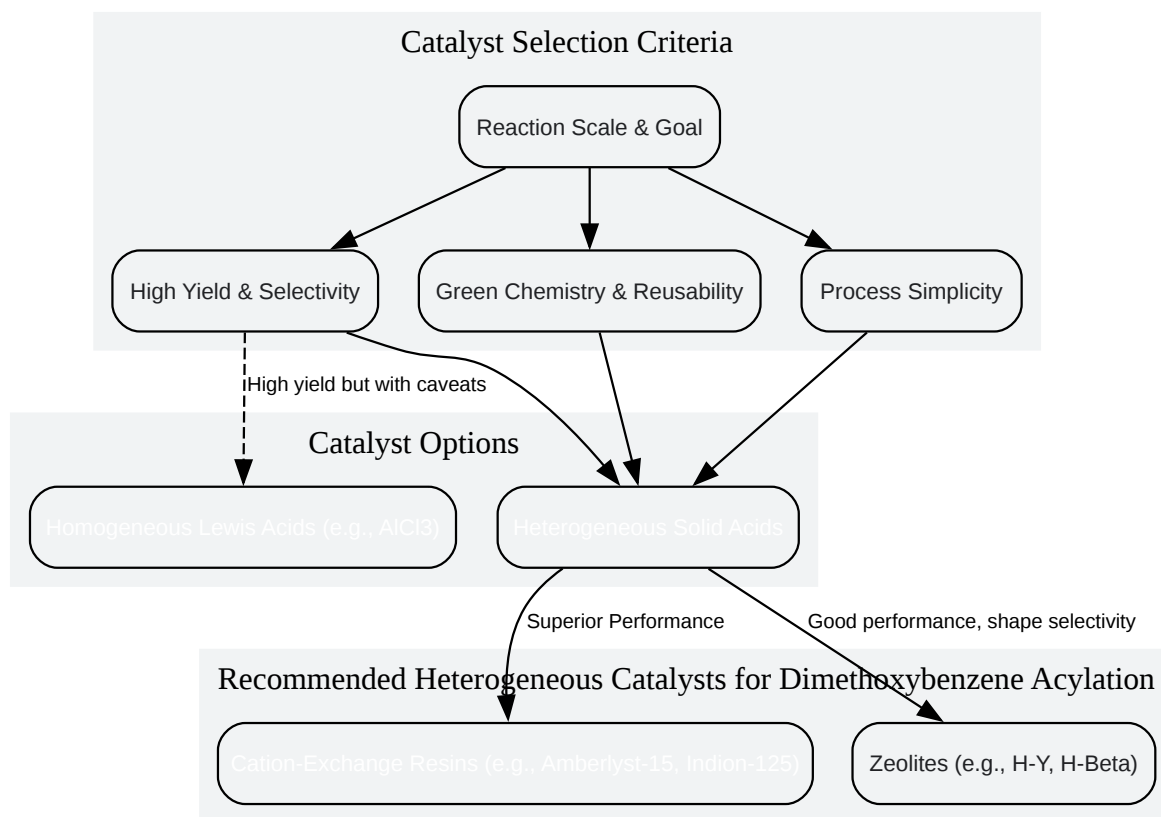 Catalyst Selection Criteria
Reaction Scale & Goal
High Yield & Selectivity
Green Chemistry & Reusability
Process Simplicity
High yield but with caveats
Catalyst Options
Homogeneous Lewis Acids (e.g., AlCl3)
Heterogeneous Solid Acids
Superior Performance
Good performance, shape selectivity
Recommended Heterogeneous Catalysts for Dimethoxybenzene Acylation
Cation-Exchange Resins (e.g., Amberlyst-15, Indion-125)
Zeolites (e.g., H-Y, H-Beta)